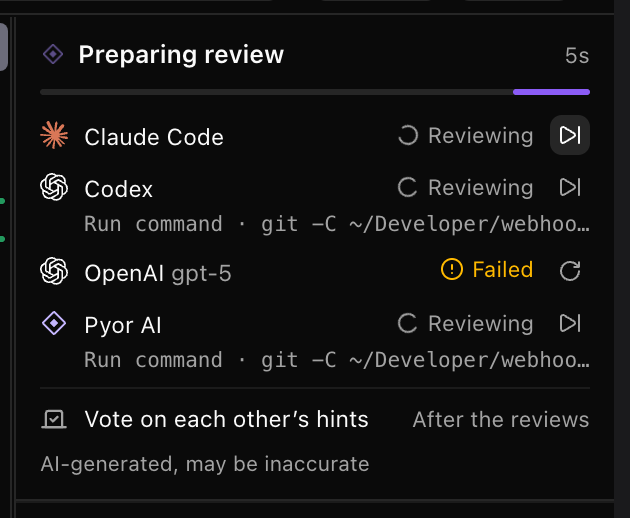 Preparing review 5s
Claude Code Reviewing
Codex Reviewing
Run command · git -C ~/Developer/webhoo…
OpenAI gpt-5 Failed
Pyor AI Reviewing
Run command · git -C ~/Developer/webhoo…
Vote on each other’s hints After the reviews
AI-generated, may be inaccurate